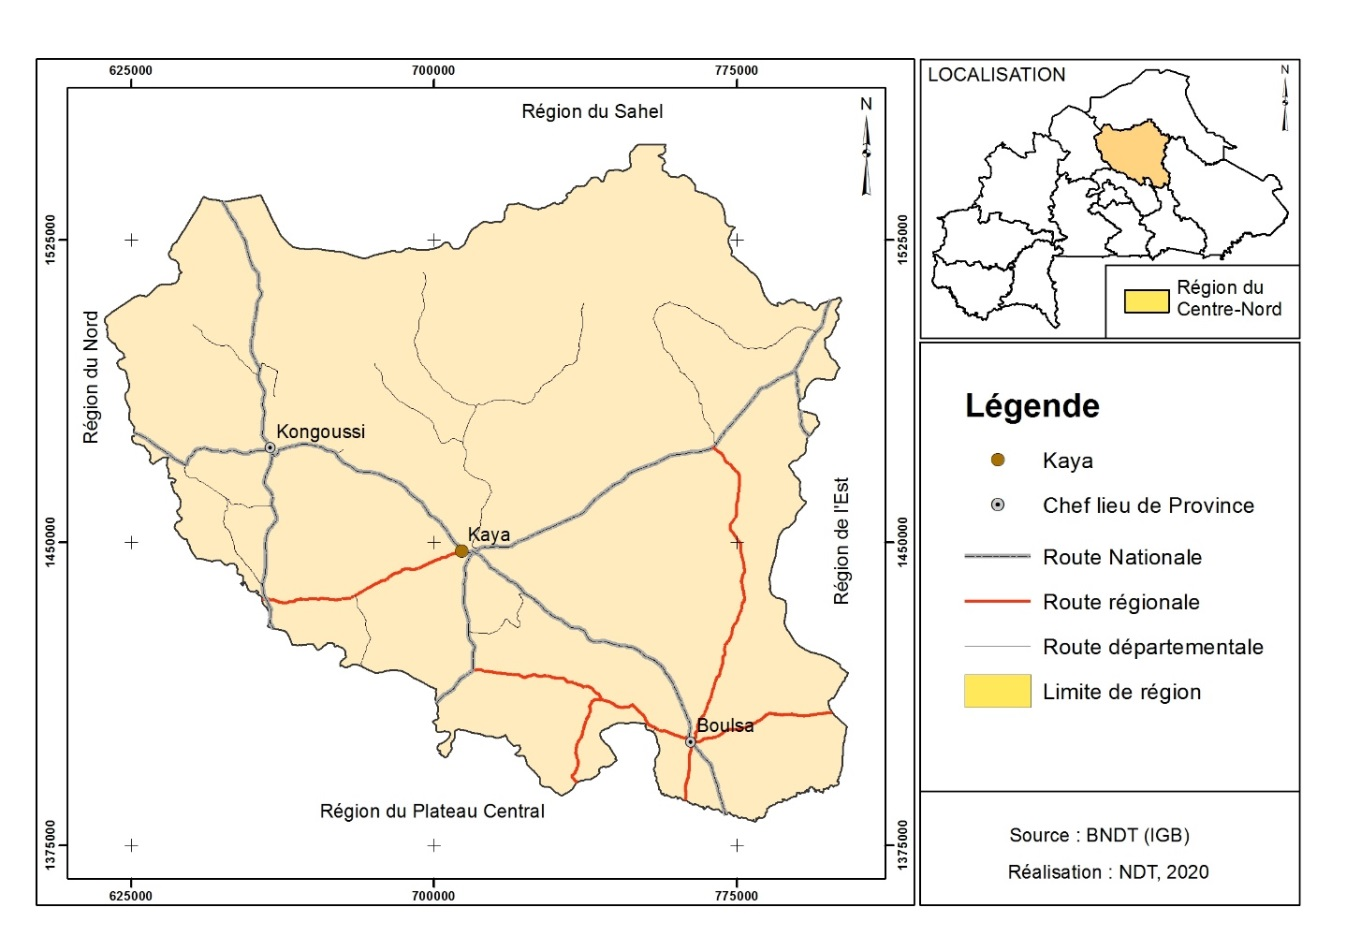 625000
700000
775000
Région du Sahel
N
1525000
1525000
Région du Nord
Kongoussi
Kaya
1450000
1450000
Région de l'Est
Boulsa
Région du Plateau Central
1375000
1375000
625000
700000
775000
LOCALISATION
N
Région du
Centre-Nord
Légende
Kaya
Chef lieu de Province
Route Nationale
Route régionale
Route départementale
Limite de région
Source : BNDT (IGB)
Réalisation : NDT, 2020